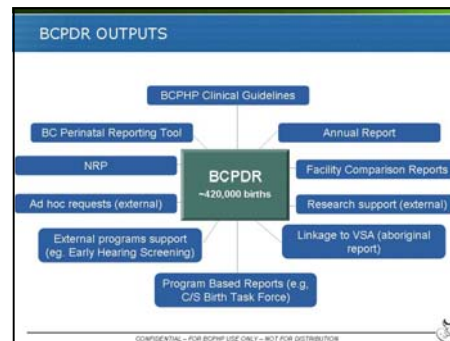 BCPDR OUTPUTS
BCPHP Clinical Guidelines
BC Perinatal Reporting Tool
Annual Report
NRP
BCPDR
~420,000 births
Facility Comparison Reports
Ad hoc requests (external)
Research support (external)
External programs support
(eg. Early Hearing Screening)
Linkage to VSA (aboriginal
report)
Program Based Reports (e.g,
C/S Birth Task Force)
CONFIDENTIAL – FOR BCPHP USE ONLY – NOT FOR DISTRIBUTION